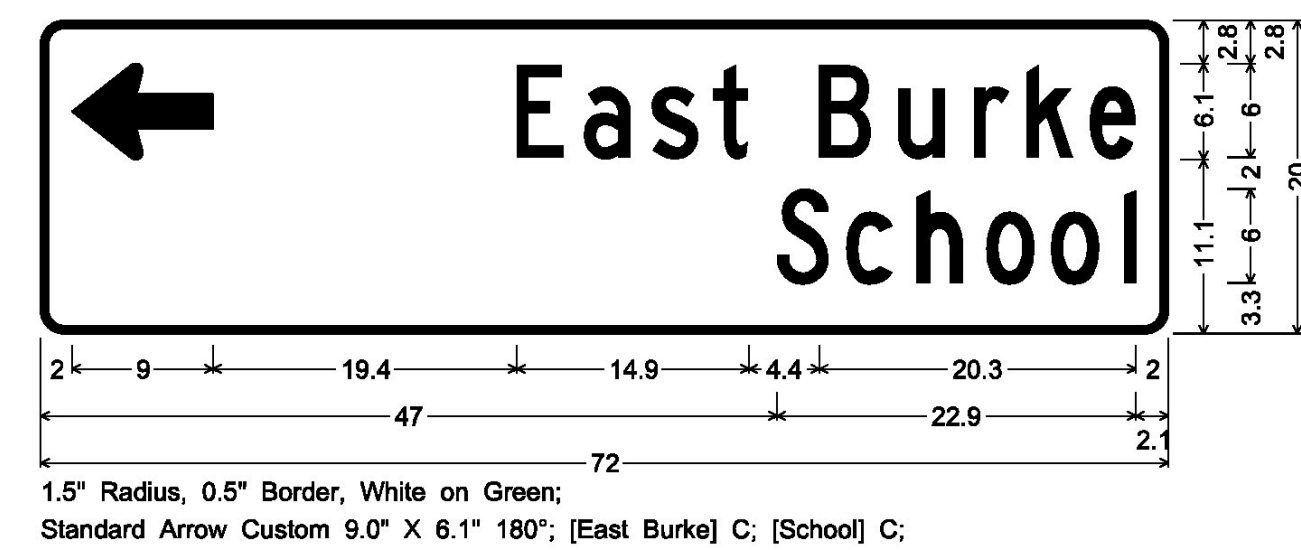 East Burke
School
2.8
2.8
6.1
6
2
20
11.1
6
3.3
2 9 19.4 14.9 4.4 20.3 2
47 22.9 2.1
72
1.5" Radius, 0.5" Border, White on Green;
Standard Arrow Custom 9.0" X 6.1" 180°; [East Burke] C; [School] C;